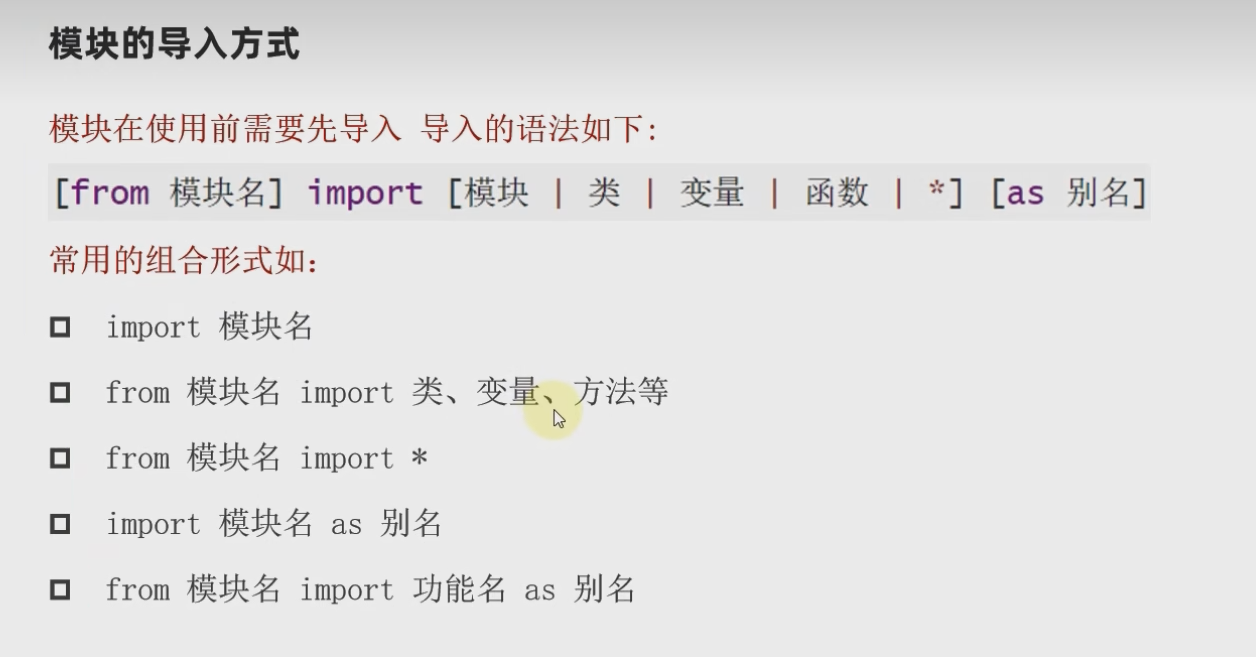 模块的导入方式
模块在使用前需要先导入 导入的语法如下:
[from 模块名] import [模块 | 类 | 变量 | 函数 | *] [as 别名]
常用的组合形式如：
import 模块名
from 模块名 import 类、变量、方法等
from 模块名 import *
import 模块名 as 别名
from 模块名 import 功能名 as 别名